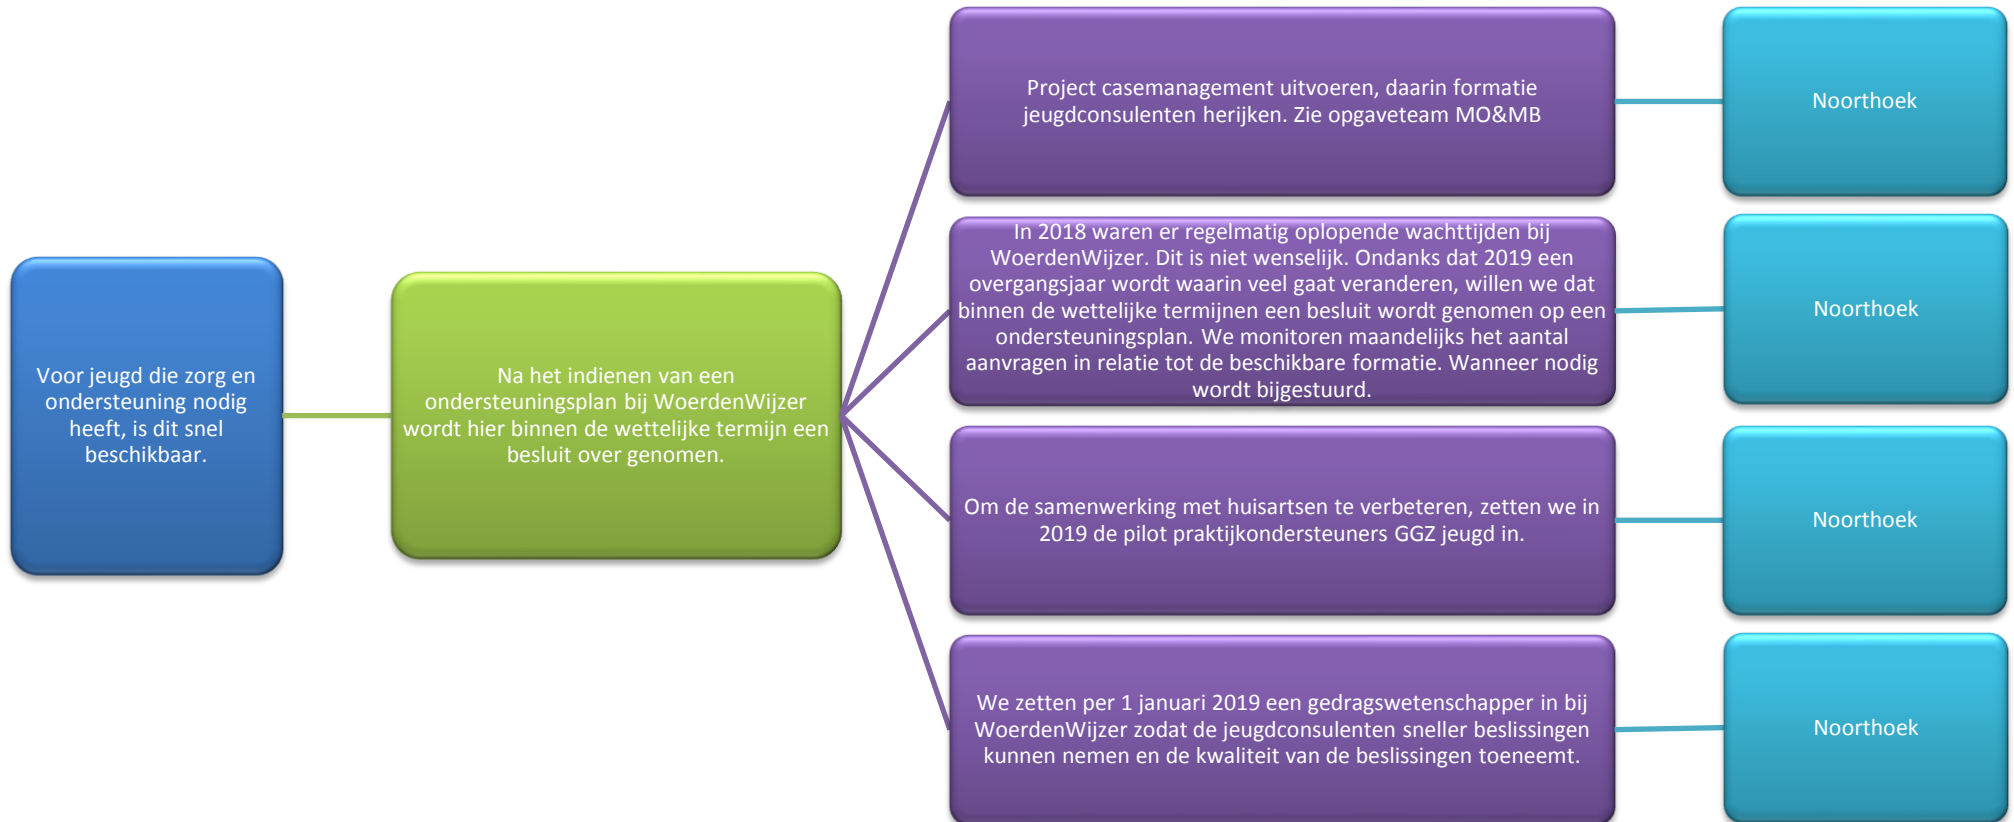 Voor jeugd die zorg en
ondersteuning nodig
heeft, is dit snel
beschikbaar.
Na het indienen van een
ondersteuningsplan bij WoerdenWijzer
wordt hier binnen de wettelijke termijn een
besluit over genomen.
Project casemanagement uitvoeren, daarin formatie
jeugdconsulenten herijken. Zie opgaveteam MO&MB
Noorthoek
In 2018 waren er regelmatig oplopende wachttijden bij
WoerdenWijzer. Dit is niet wenselijk. Ondanks dat 2019 een
overgangsjaar wordt waarin veel gaat veranderen, willen we dat
binnen de wettelijke termijnen een besluit wordt genomen op een
ondersteuningsplan. We monitoren maandelijks het aantal
aanvragen in relatie tot de beschikbare formatie. Wanneer nodig
wordt bijgestuurd.
Noorthoek
Om de samenwerking met huisartsen te verbeteren, zetten we in
2019 de pilot praktijkondersteuners GGZ jeugd in.
Noorthoek
We zetten per 1 januari 2019 een gedragswetenschapper in bij
WoerdenWijzer zodat de jeugdconsulenten sneller beslissingen
kunnen nemen en de kwaliteit van de beslissingen toeneemt.
Noorthoek